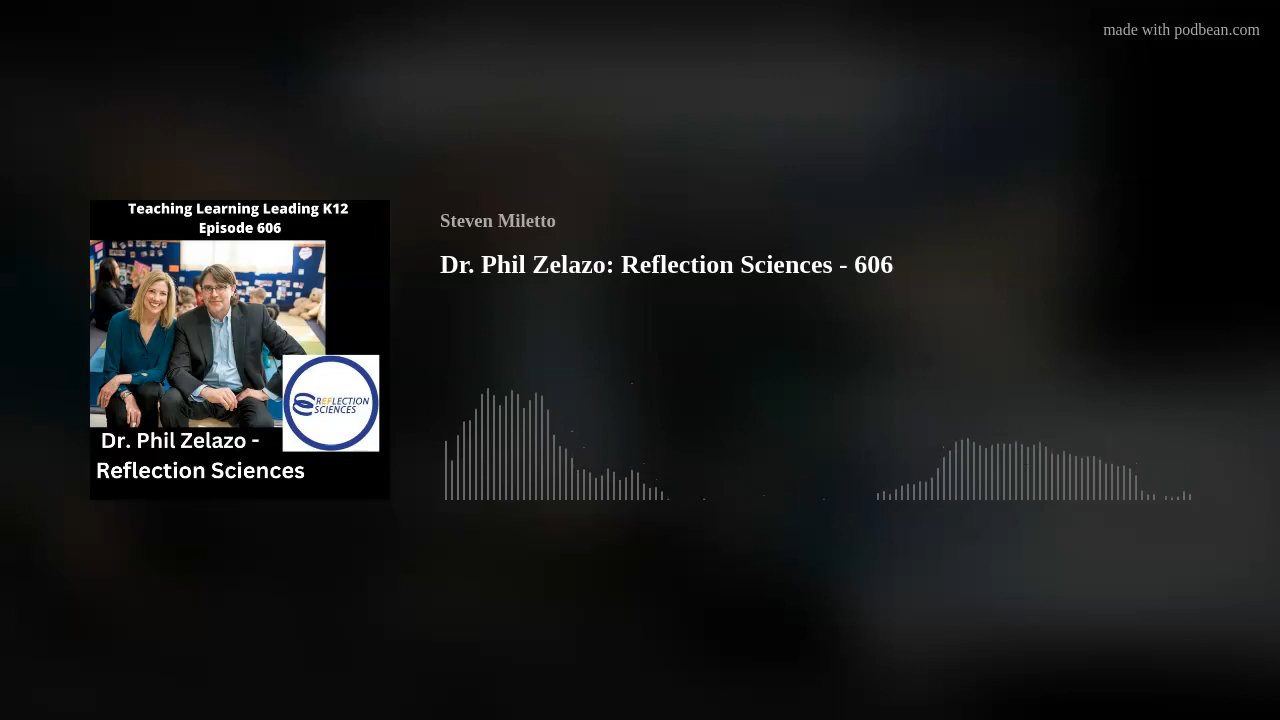 made with podbean.com
Teaching Learning Leading K12
Episode 606
REFLECTION
SCIENCES
Dr. Phil Zelazo -
Reflection Sciences
Steven Miletto
Dr. Phil Zelazo: Reflection Sciences - 606